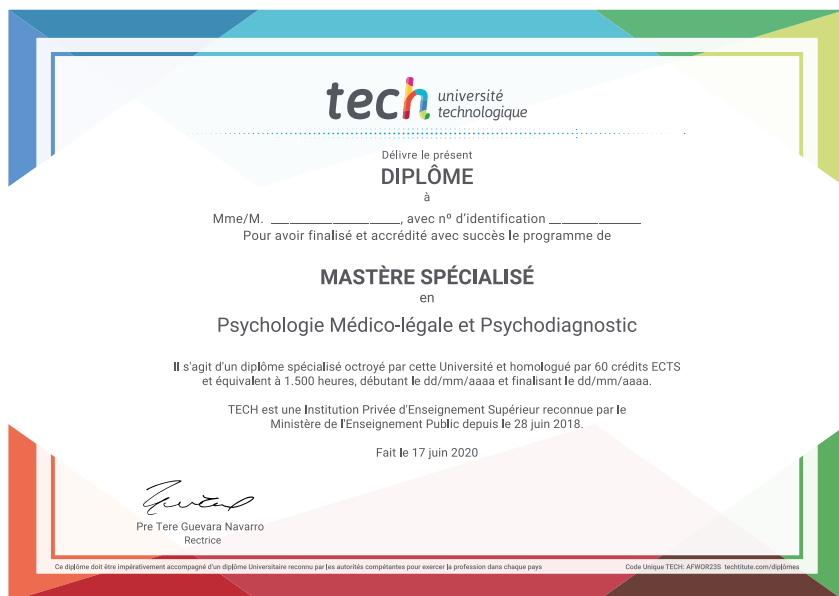 tech université
technologique
Délivre le présent
DIPLÔME
à
Mme/M. ____________________, avec nº d'identification ______________
Pour avoir finalisé et accrédité avec succès le programme de
MASTÈRE SPÉCIALISÉ
en
Psychologie Médico-légale et Psychodiagnostic
Il s'agit d'un diplôme spécialisé octroyé par cette Université et homologué par 60 crédits ECTS
et équivalent à 1.500 heures, débutant le dd/mm/aaaa et finalisant le dd/mm/aaaa.
TECH est une Institution Privée d'Enseignement Supérieur reconnue par le
Ministère de l'Enseignement Public depuis le 28 juin 2018.
Fait le 17 juin 2020
Pre Tere Guevara Navarro
Rectrice
Ce diplôme doit être impérativement accompagné d'un diplôme Universitaire reconnu par les autorités compétantes pour exercer la profession dans chaque pays
Code Unique TECH: AFWOR23S techtitute.com/diplômes